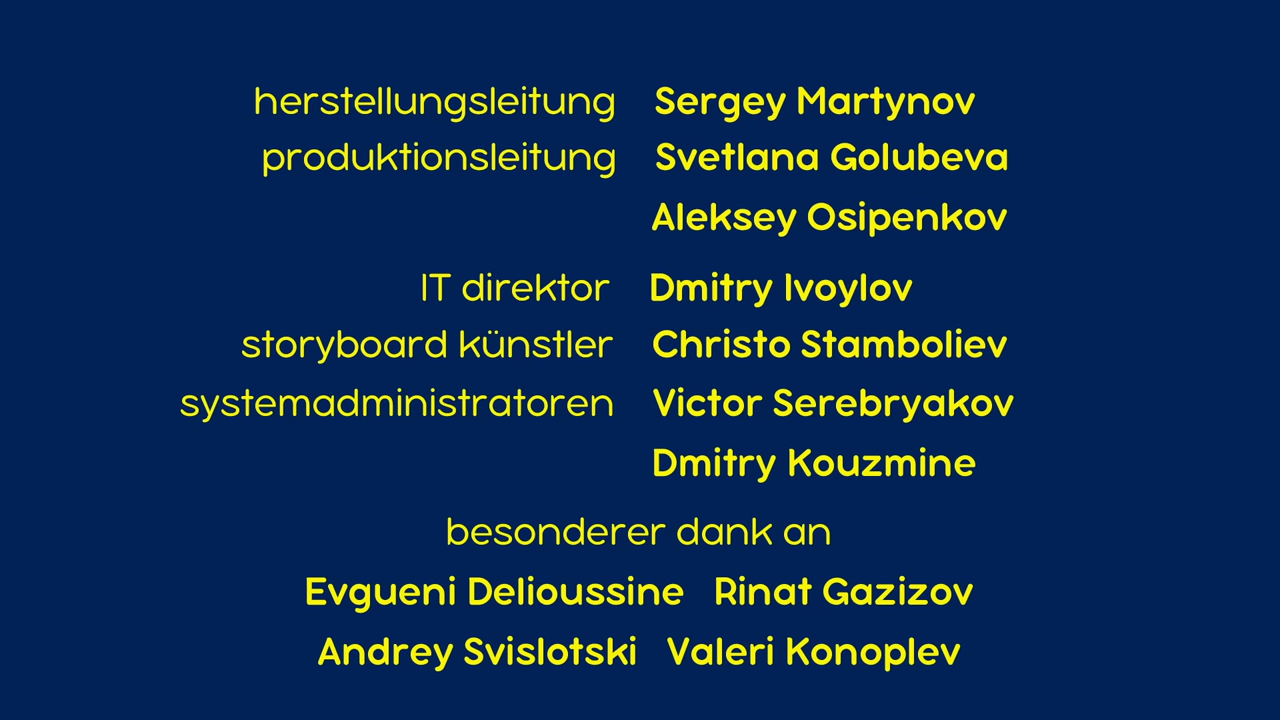 herstellungsleitung Sergey Martynov
produktionsleitung Svetlana Golubeva
Aleksey Osipenkov
IT direktor Dmitry Ivoylov
storyboard künstler Christo Stamboliev
systemadministratoren Victor Serebryakov
Dmitry Kouzmine
besonderer dank an
Evgueni Delioussine Rinat Gazizov
Andrey Svislotski Valeri Konoplev